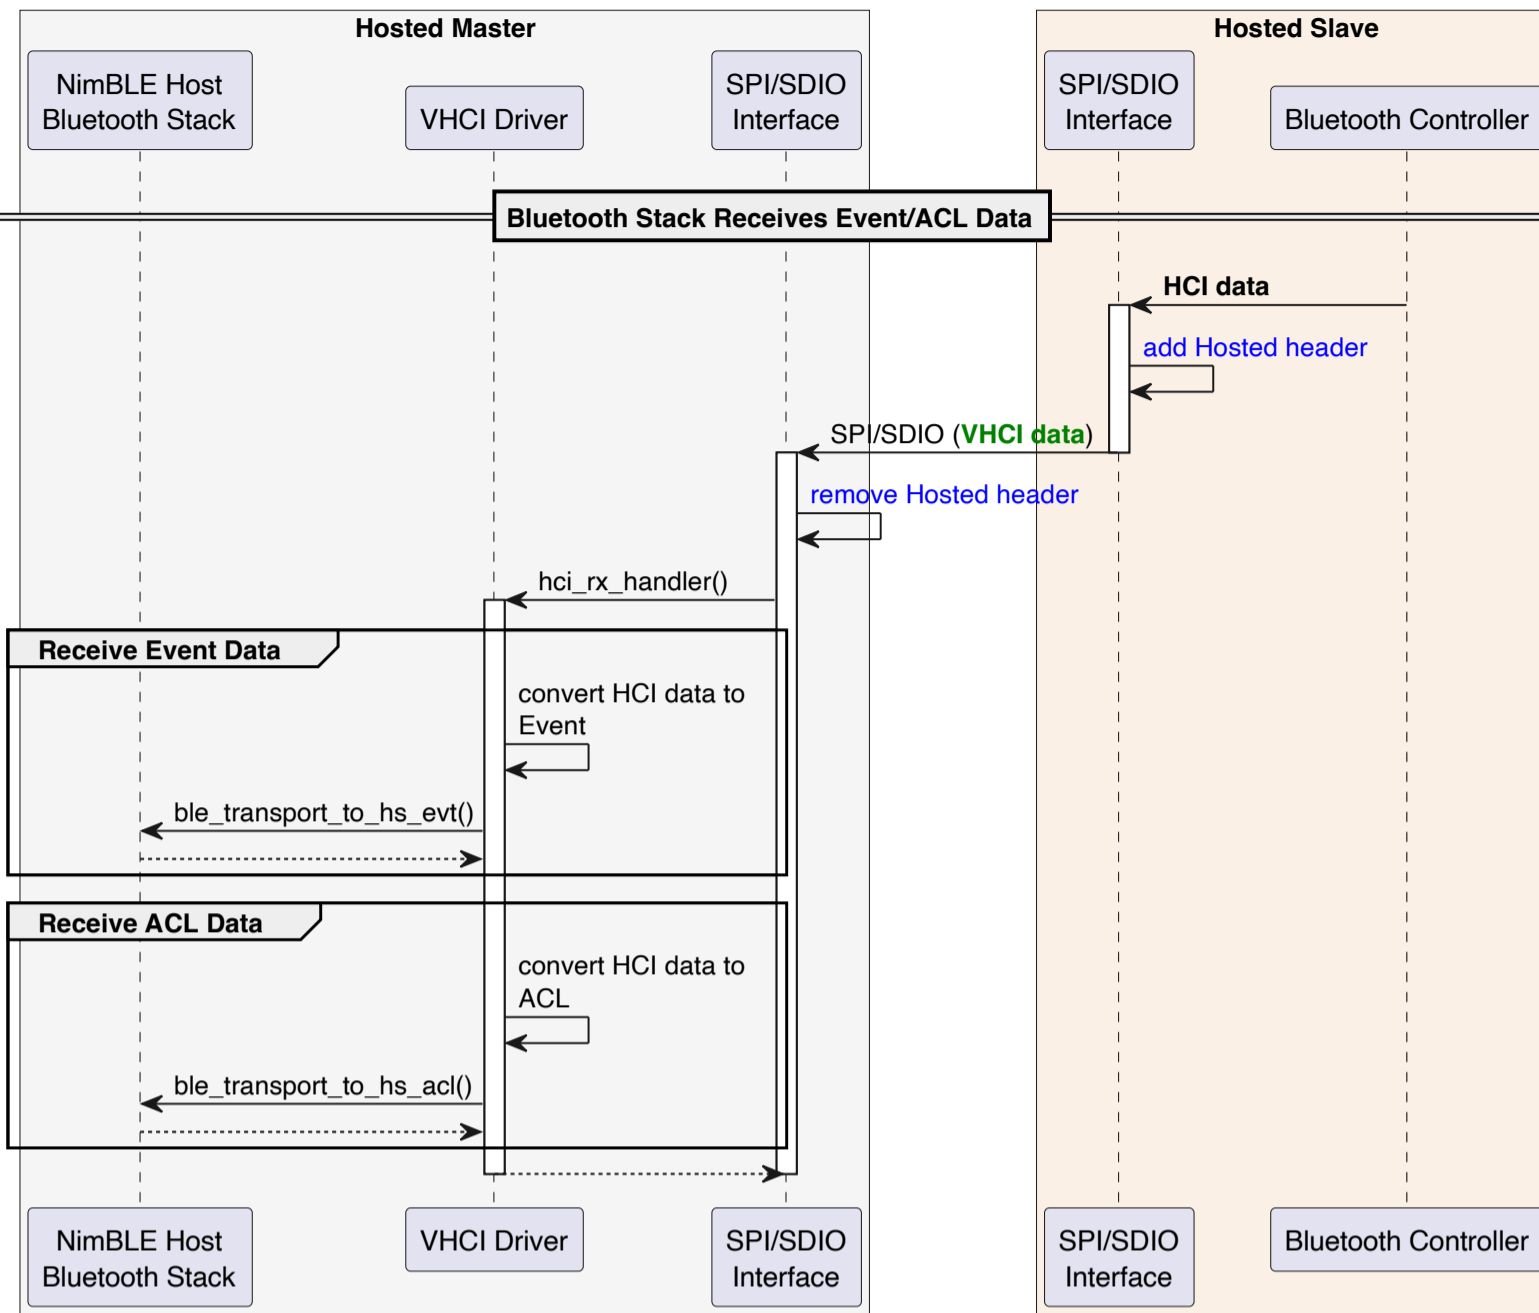 Hosted Master
Hosted Slave
NimBLE Host
Bluetooth Stack
VHCI Driver
SPI/SDIO
Interface
SPI/SDIO
Interface
Bluetooth Controller
Bluetooth Stack Receives Event/ACL Data
HCI data
add Hosted header
SPI/SDIO (VHCI data)
remove Hosted header
hci_rx_handler()
Receive Event Data
convert HCI data to
Event
ble_transport_to_hs_evt()
Receive ACL Data
convert HCI data to
ACL
ble_transport_to_hs_acl()
NimBLE Host
Bluetooth Stack
VHCI Driver
SPI/SDIO
Interface
SPI/SDIO
Interface
Bluetooth Controller